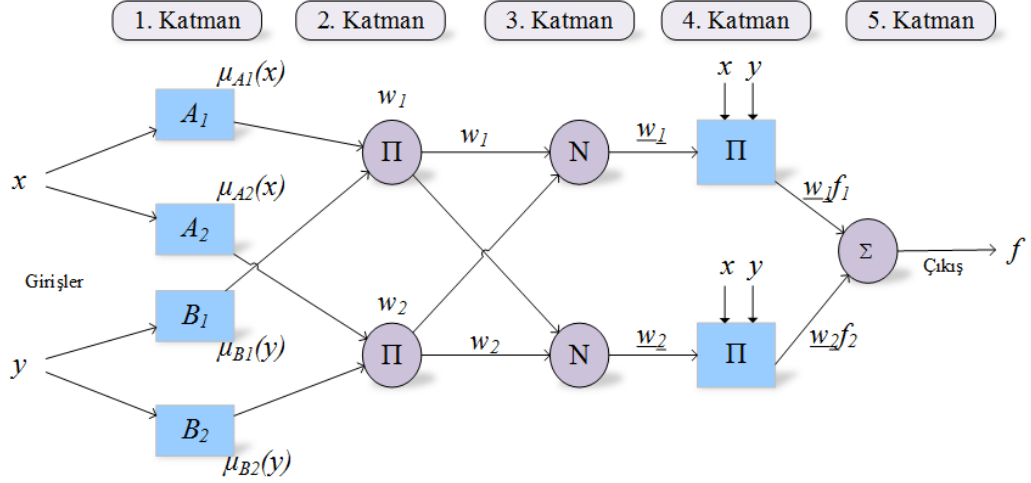 1. Katman
2. Katman
3. Katman
4. Katman
5. Katman
μA1(x)
x y
A1
w1
Π
w1
N
w1
Π
x
μA2(x)
w1f1
A2
Σ
f
Çıkış
Girişler
x y
B1
w2
w2f2
μB1(y)
y
Π
w2
N
w2
Π
B2
μB2(y)